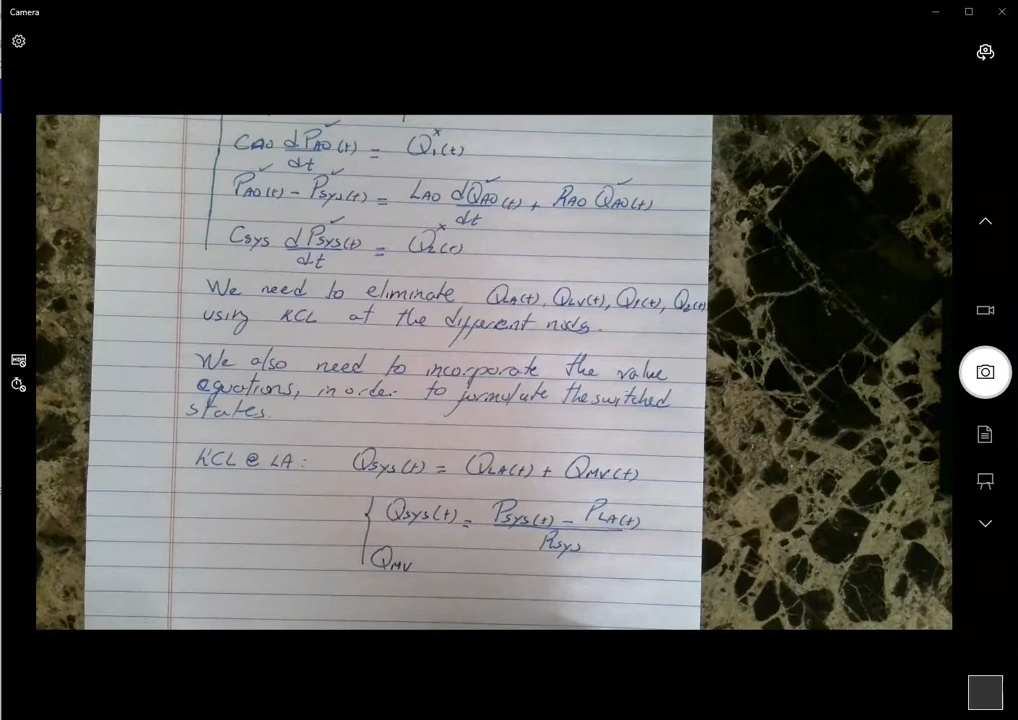 Camera
CAO dPAO(t)/dt = Q1(t)
PAO(t) - Psys(t) = LAO dQAO(t)/dt + RAO QAO(t)
Csys dPsys(t)/dt = Q2(t)
We need to eliminate QLA(t), QLV(t), Q1(t), Q2(t)
using KCL at the different nods.
We also need to incorporate the value
equations, in order to formulate the switched
states.
KCL @ LA: Qsys(t) = QLA(t) + QMV(t)
Qsys(t) = Psys(t) - PLA(t) / Rsys
QMV